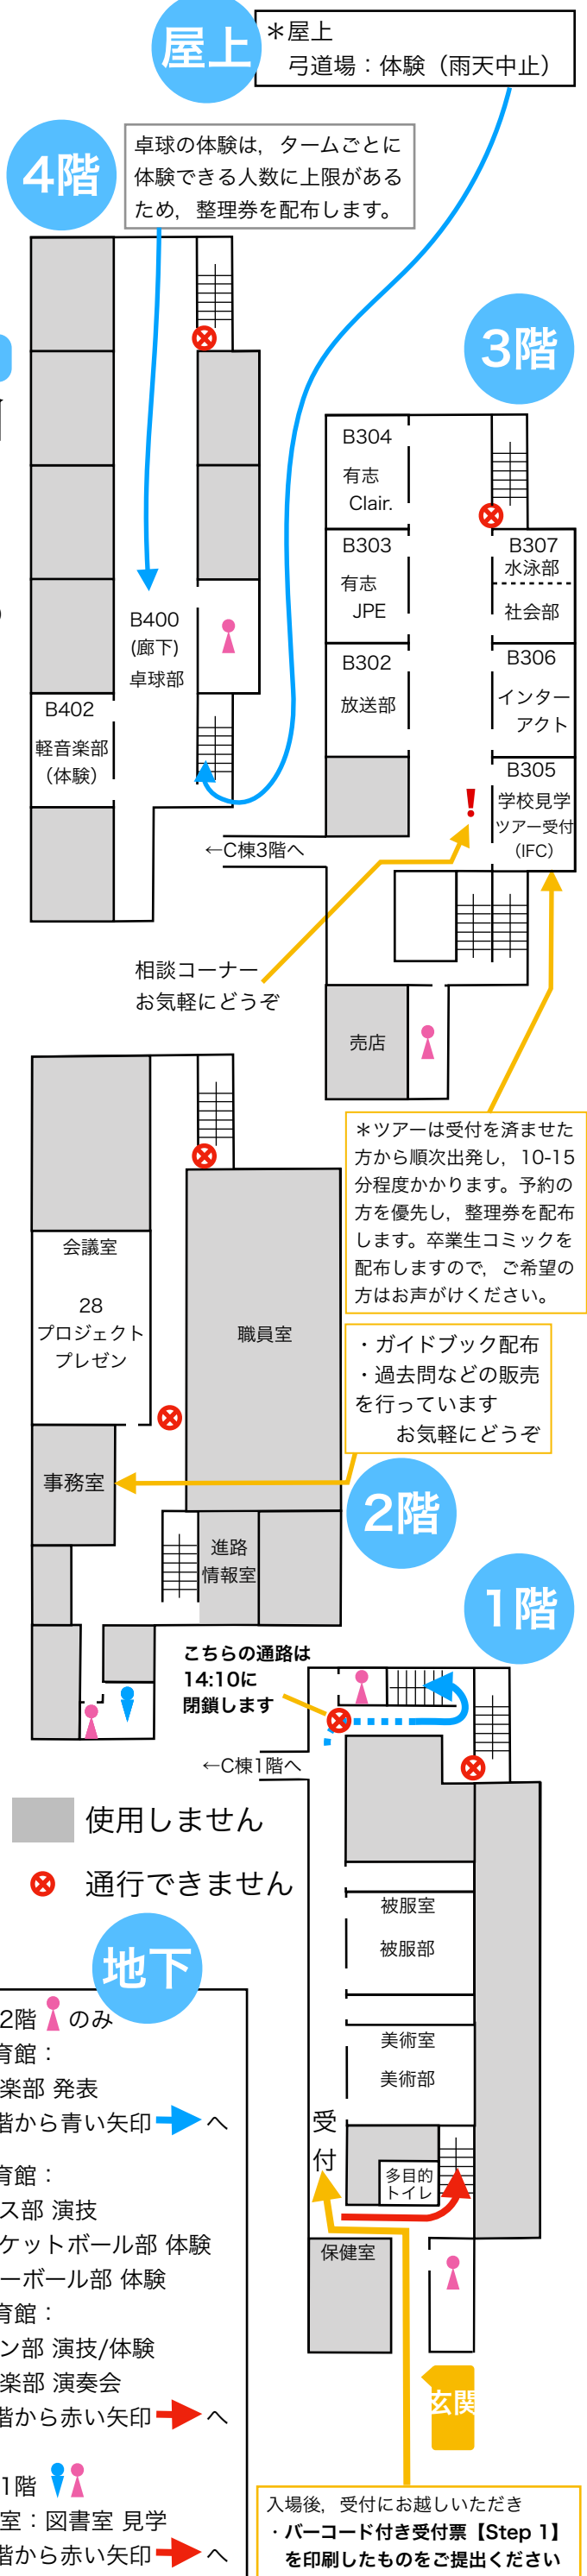 屋上
＊屋上
弓道場：体験（雨天中止）
4階
卓球の体験は，タームごとに
体験できる人数に上限がある
ため，整理券を配布します。
B400
(廊下)
卓球部
B402
軽音楽部
（体験）
3階
B304
有志
Clair.
B303
有志
JPE
B302
放送部
B307
水泳部
社会部
B306
インター
アクト
B305
学校見学
ツアー受付
（IFC）
←C棟3階へ
相談コーナー
お気軽にどうぞ
売店
＊ツアーは受付を済ませた
方から順次出発し，10-15
分程度かかります。予約の
方を優先し，整理券を配布
します。卒業生コミックを
配布しますので，ご希望の
方はお声がけください。
会議室
28
プロジェクト
プレゼン
職員室
・ガイドブック配布
・過去問などの販売
を行っています
お気軽にどうぞ
事務室
2階
進路
情報室
1階
こちらの通路は
14:10に
閉鎖します
←C棟1階へ
使用しません
通行できません
被服室
被服部
美術室
美術部
受付
多目的
トイレ
保健室
玄関
地下
2階 のみ
育館：
楽部 発表
階から青い矢印 へ
育館：
ス部 演技
ケットボール部 体験
ーボール部 体験
育館：
ン部 演技/体験
楽部 演奏会
階から赤い矢印 へ
1階
室：図書室 見学
階から赤い矢印 へ
入場後，受付にお越しいただき
・バーコード付き受付票【Step 1】
を印刷したものをご提出ください